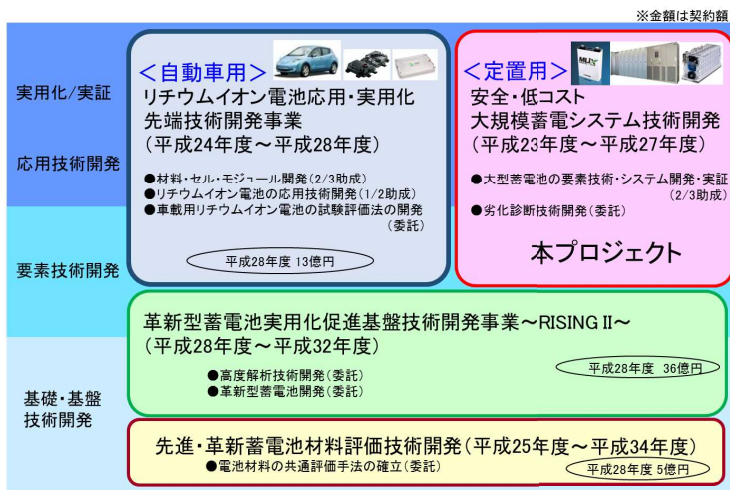 ※金額は契約額
実用化/実証
応用技術開発
要素技術開発
基礎・基盤
技術開発
＜自動車用＞
リチウムイオン電池応用・実用化
先端技術開発事業
(平成24年度～平成28年度)
●材料・セル・モジュール開発(2/3助成)
●リチウムイオン電池の応用技術開発(1/2助成)
●車載用リチウムイオン電池の試験評価法の開発
(委託)
平成28年度 13億円
＜定置用＞
安全・低コスト
大規模蓄電システム技術開発
(平成23年度～平成27年度)
●大型蓄電池の要素技術・システム開発・実証
(2/3助成)
●劣化診断技術開発(委託)
本プロジェクト
革新型蓄電池実用化促進基盤技術開発事業～RISING II～
(平成28年度～平成32年度)
●高度解析技術開発(委託)
●革新型蓄電池開発(委託)
平成28年度 36億円
先進・革新蓄電池材料評価技術開発(平成25年度～平成34年度)
●電池材料の共通評価手法の確立(委託)
平成28年度 5億円